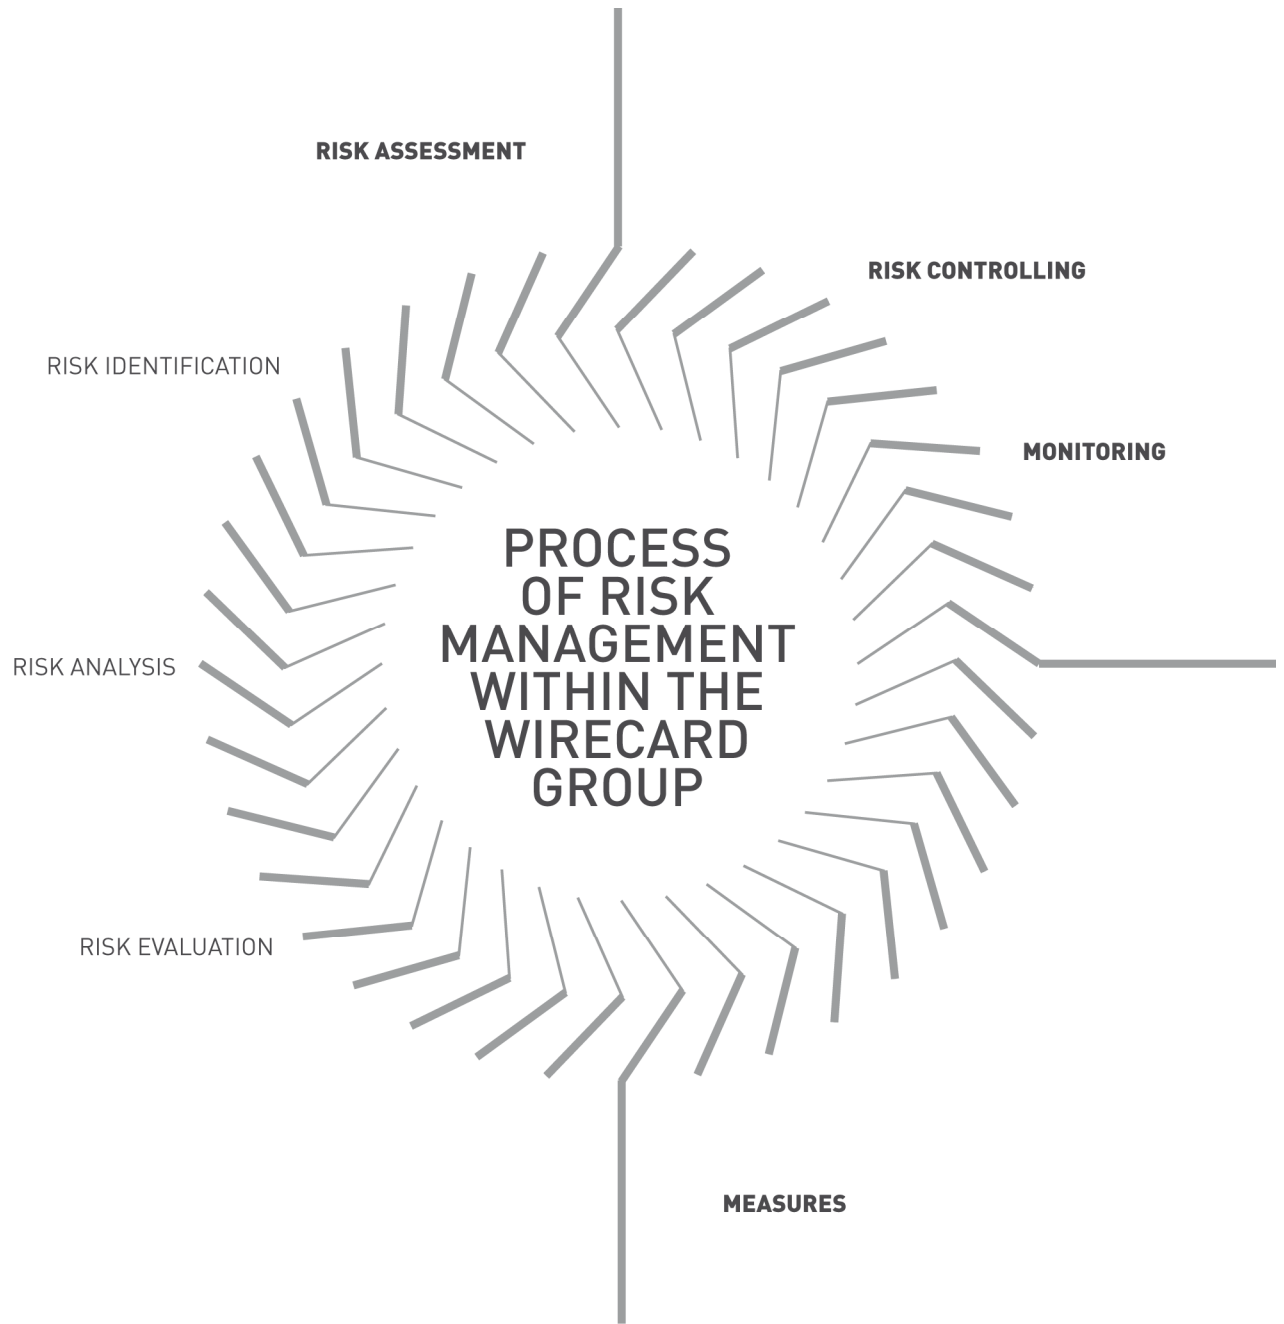 RISK ASSESSMENT
RISK CONTROLLING
RISK IDENTIFICATION
MONITORING
PROCESS
OF RISK
MANAGEMENT
WITHIN THE
WIRECARD
GROUP
RISK ANALYSIS
RISK EVALUATION
MEASURES